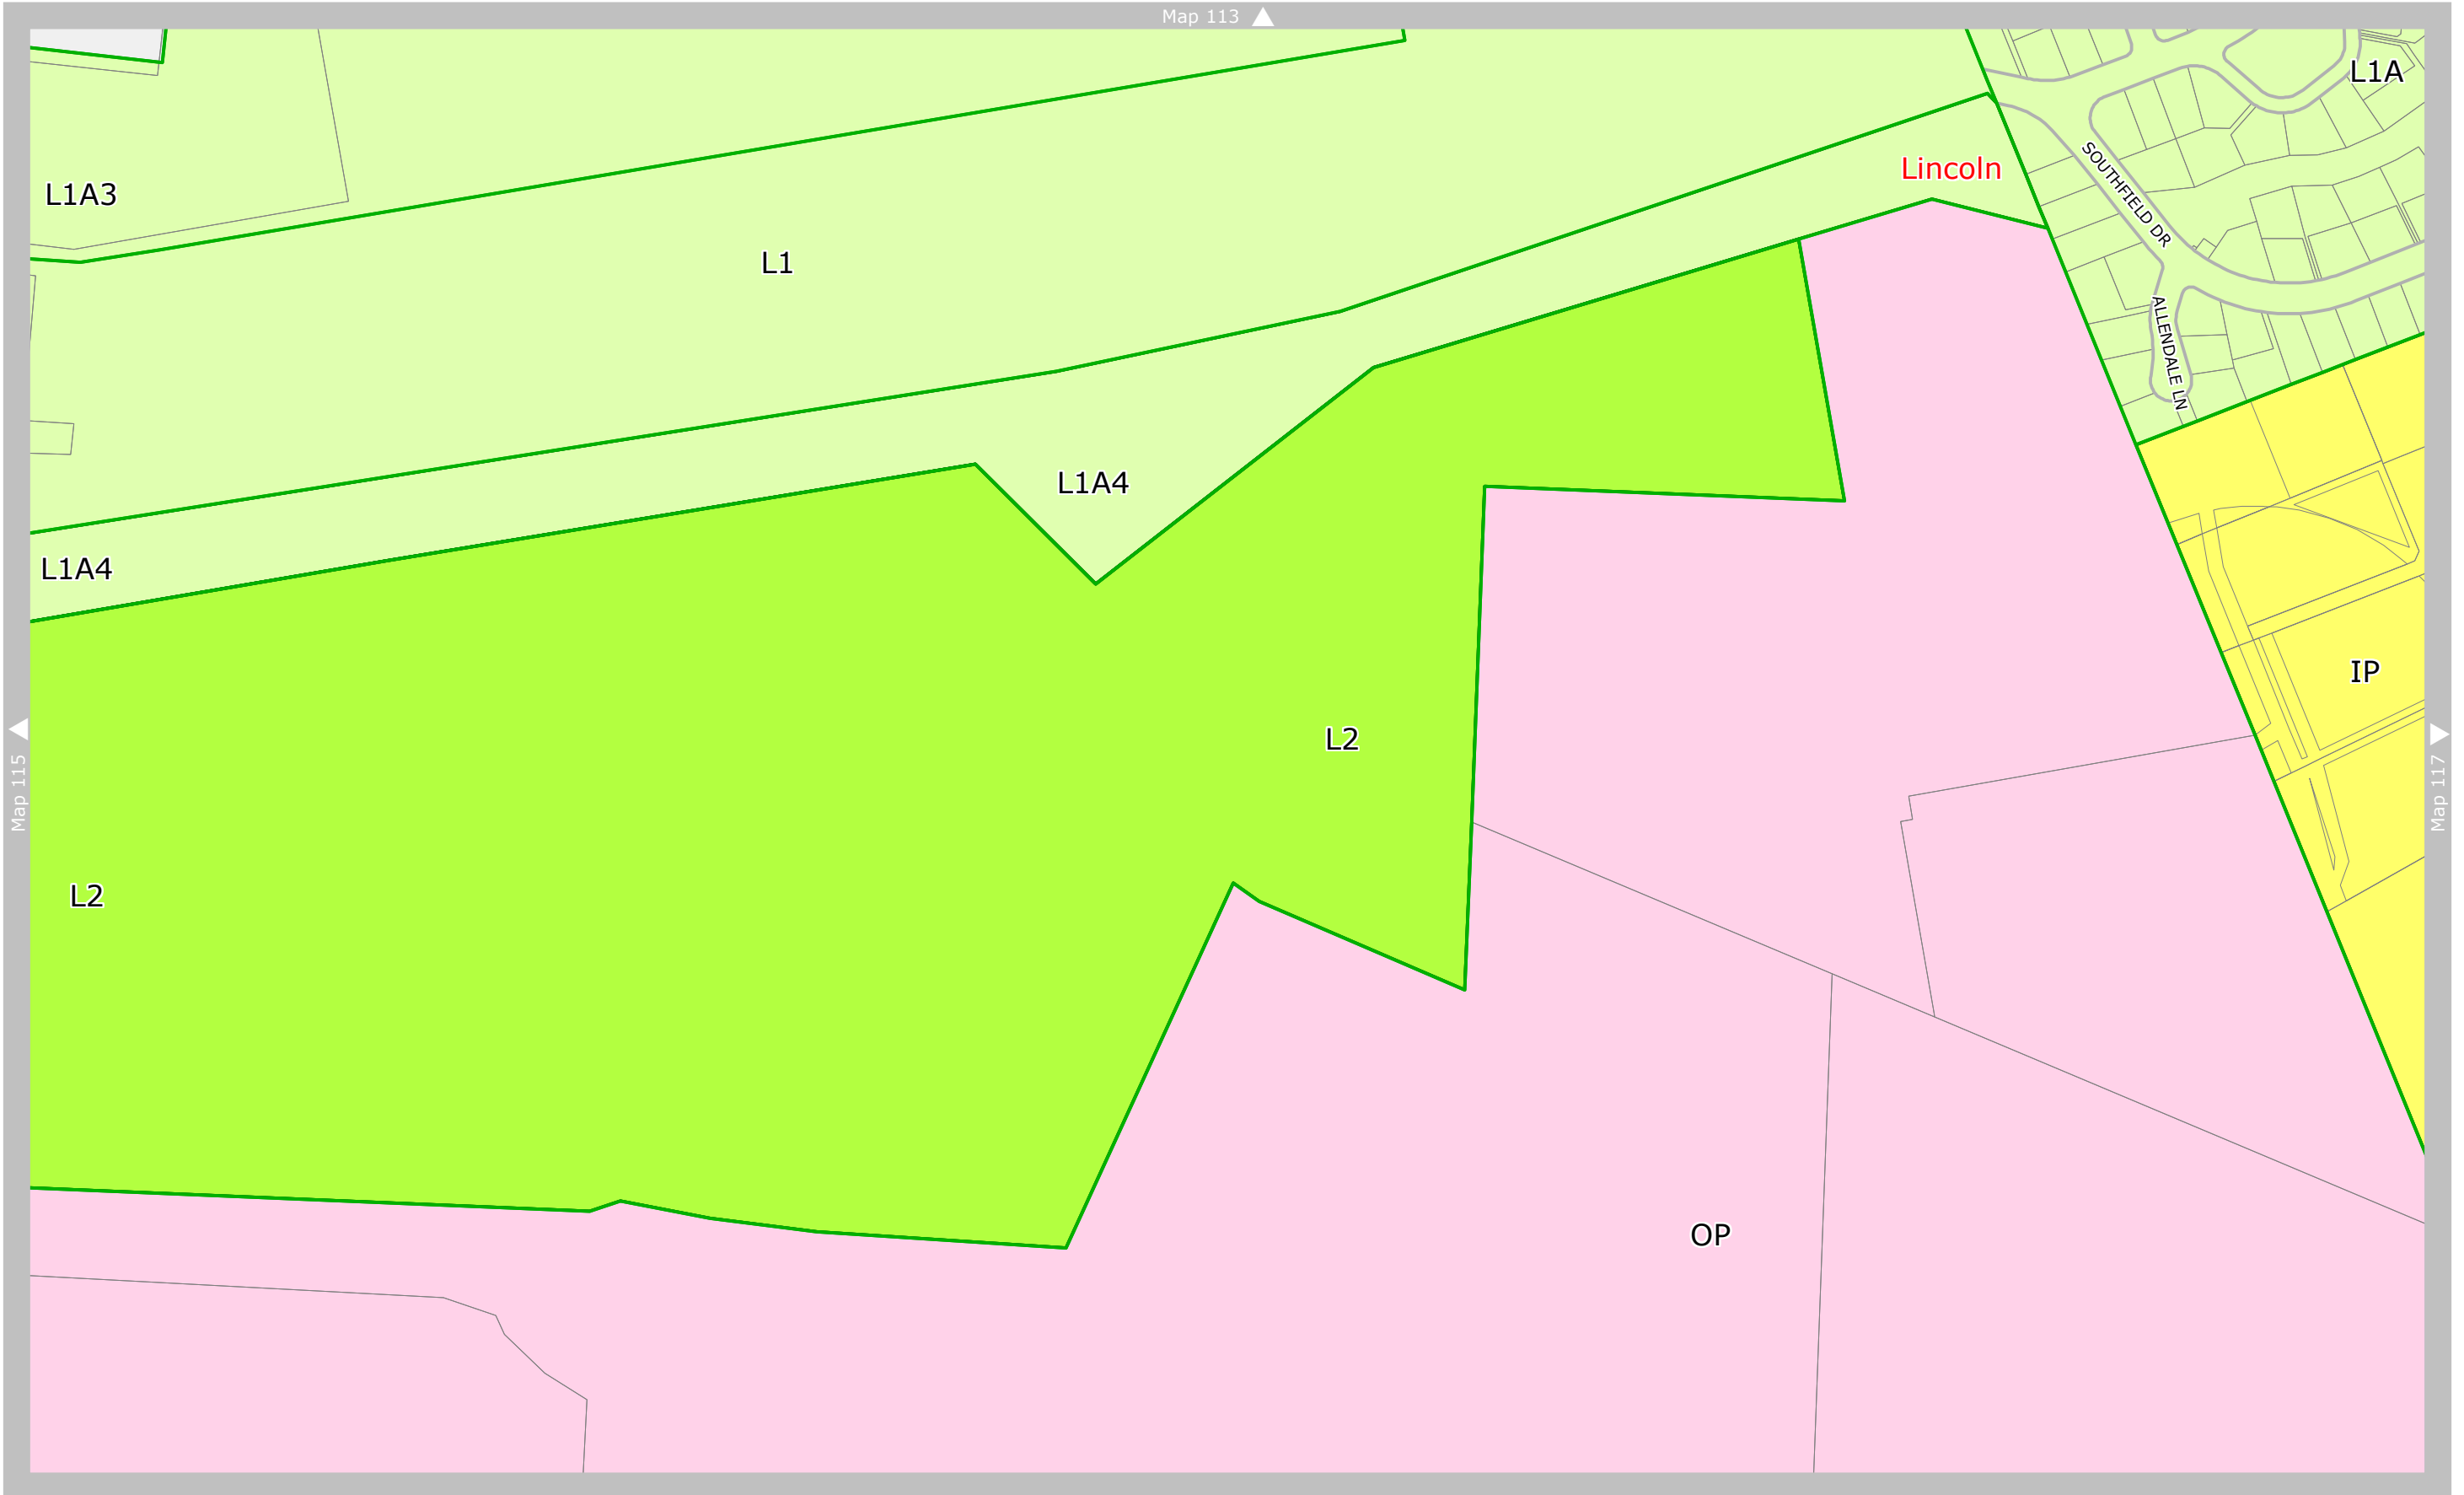 Map 113
L1A
Lincoln
L1A3
SOUTHFIELD DR
L1
ALLENDALE LN
L1A4
L1A4
IP
L2
Map 115
Map 117
L2
OP